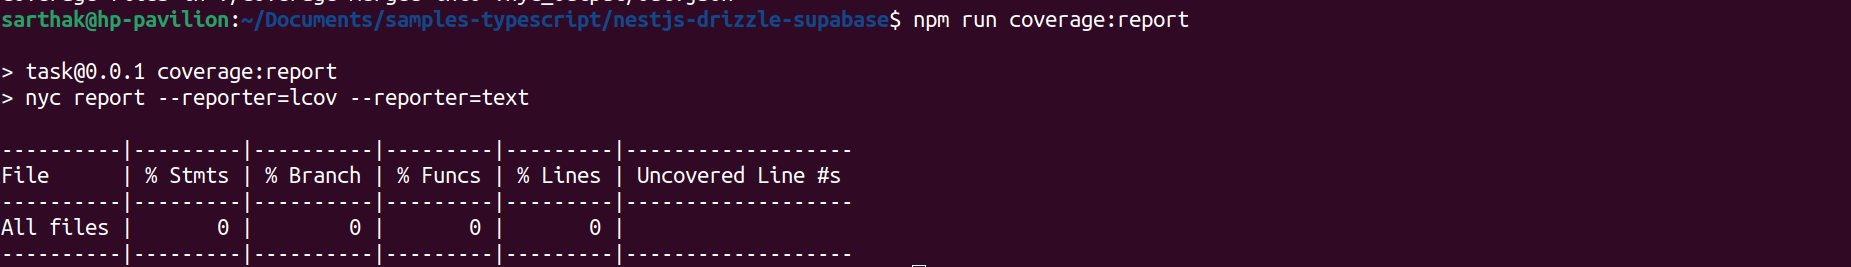 sarthak@hp-pavilion:~/Documents/samples-typescript/nestjs-drizzle-supabase$ npm run coverage:report
> task@0.0.1 coverage:report
> nyc report --reporter=lcov --reporter=text
----------|---------|----------|---------|---------|-------------------
File      | % Stmts | % Branch | % Funcs | % Lines | Uncovered Line #s
----------|---------|----------|---------|---------|-------------------
All files |       0 |        0 |       0 |       0 |
----------|---------|----------|---------|---------|-------------------